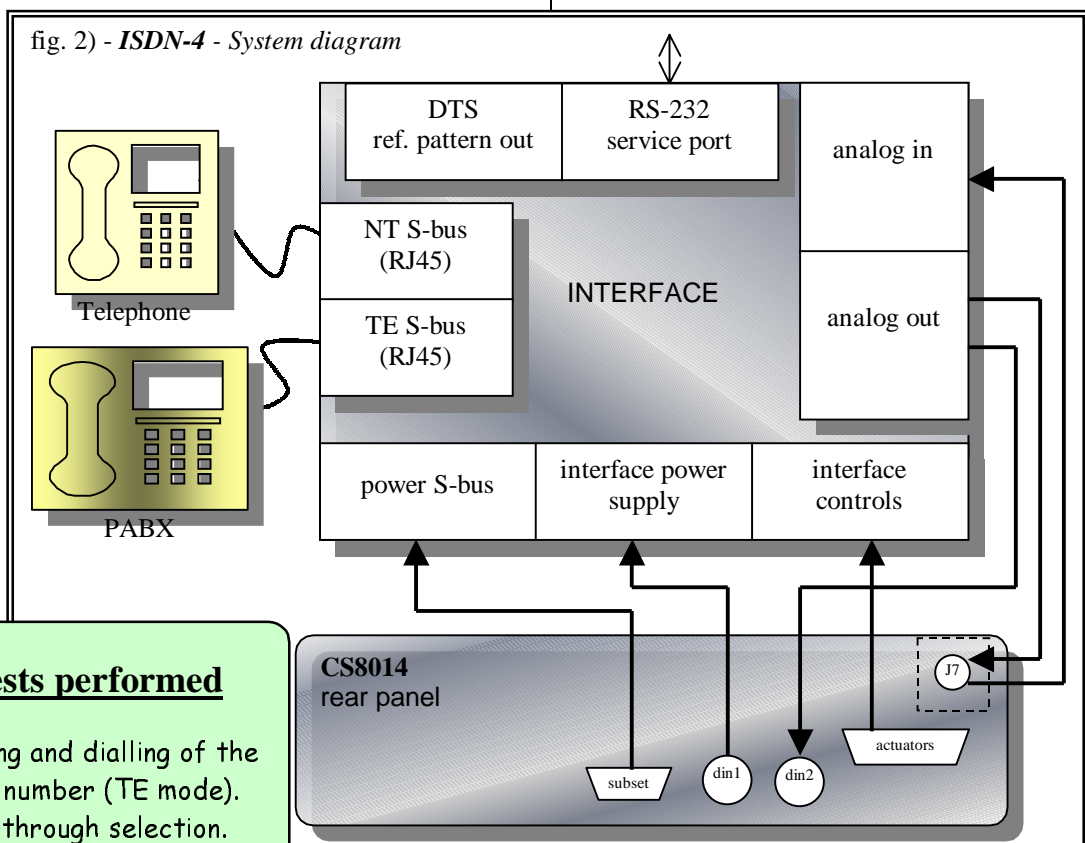 fig. 2) - ISDN-4 - System diagram
DTS
ref. pattern out
RS-232
service port
analog in
NT S-bus
(RJ45)
INTERFACE
Telephone
TE S-bus
(RJ45)
analog out
power S-bus
interface power
supply
interface
controls
PABX
CS8014
rear panel
J7
subset
din1
din2
actuators
ests performed
ng and dialling of the
number (TE mode).
through selection.